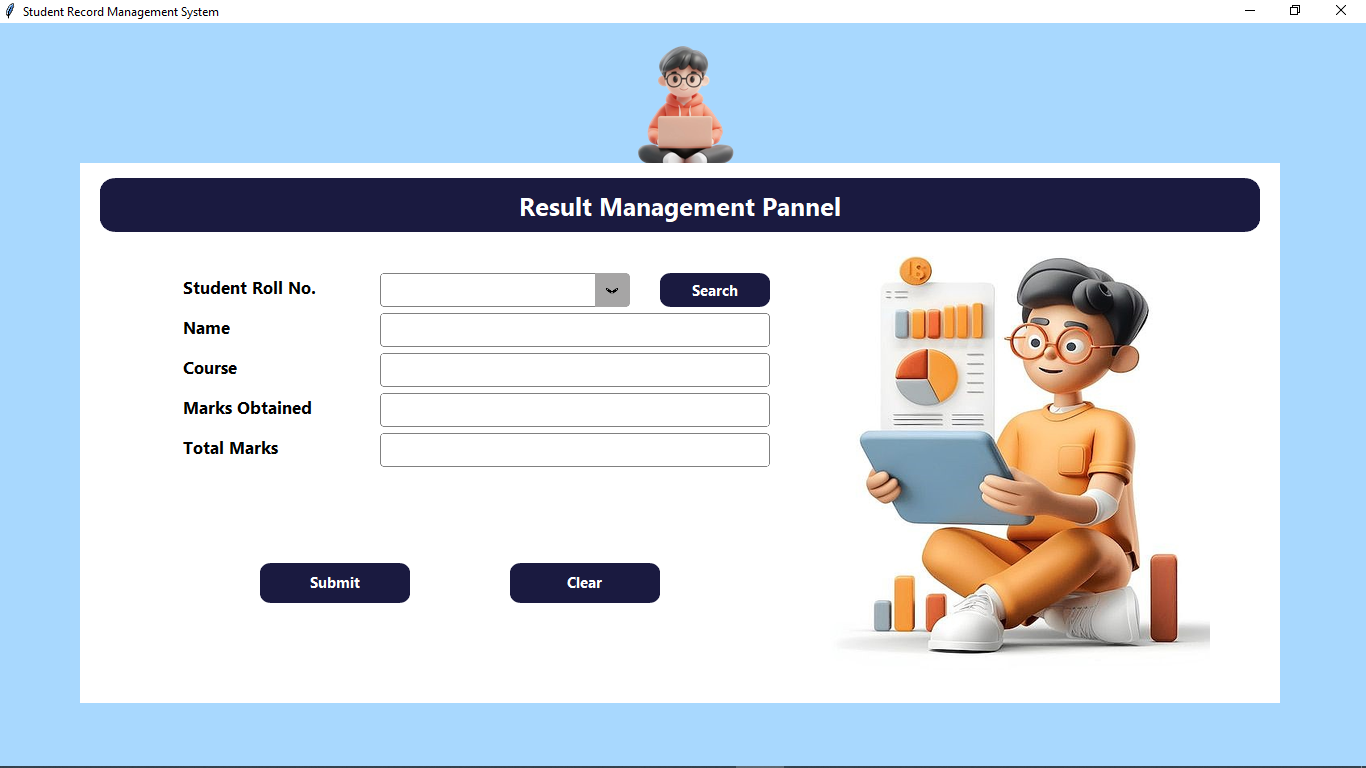 Student Record Management System
Result Management Pannel
Student Roll No.
Search
Name
Course
Marks Obtained
Total Marks
Submit
Clear